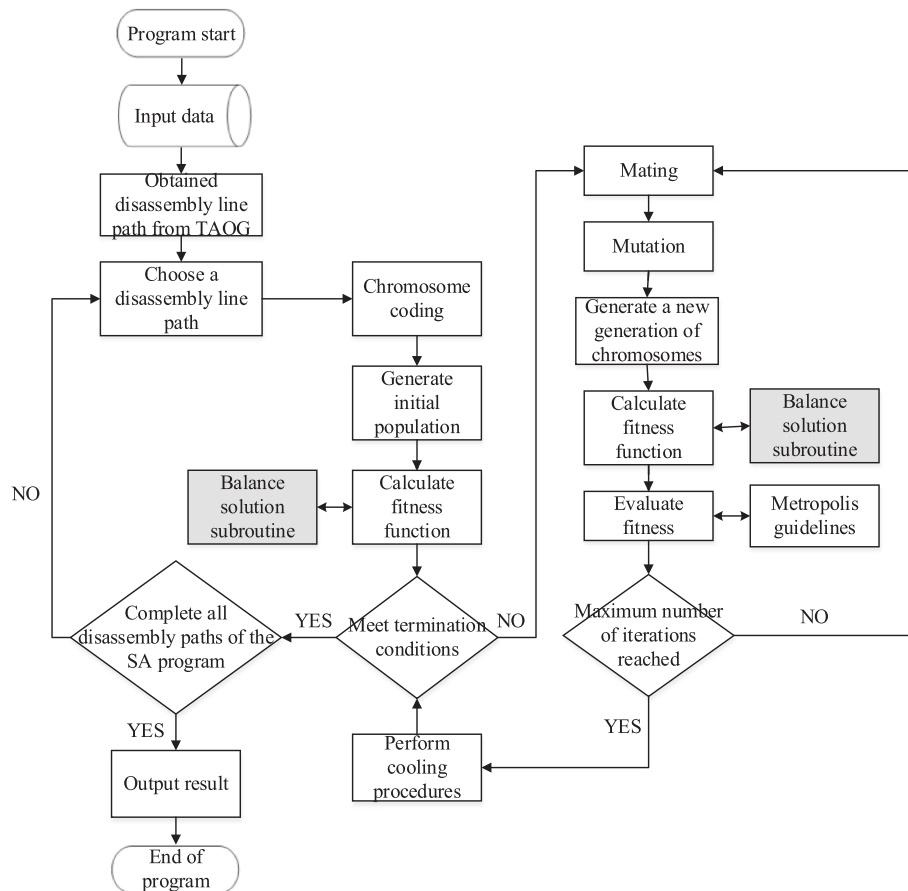 Program start
Input data
Obtained
disassembly line
path from TAOG
Choose a
disassembly line
path
Chromosome
coding
Generate
initial
population
Calculate
fitness
function
Balance
solution
subroutine
NO
Complete all
disassembly paths of the
SA program
YES
Meet termination
conditions
NO
YES
Output result
End of
program
Perform
cooling
procedures
Mating
Mutation
Generate a new
generation of
chromosomes
Calculate
fitness
function
Balance
solution
subroutine
Evaluate
fitness
Metropolis
guidelines
Maximum number
of iterations
reached
NO
YES